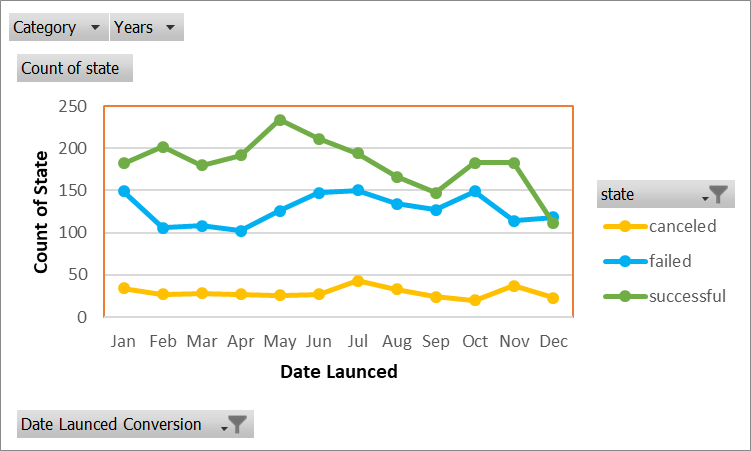 Category Years
Count of state
250
200
150
100
50
0
Count of State
Jan Feb Mar Apr May Jun Jul Aug Sep Oct Nov Dec
Date Launced
state
canceled
failed
successful
Date Launced Conversion